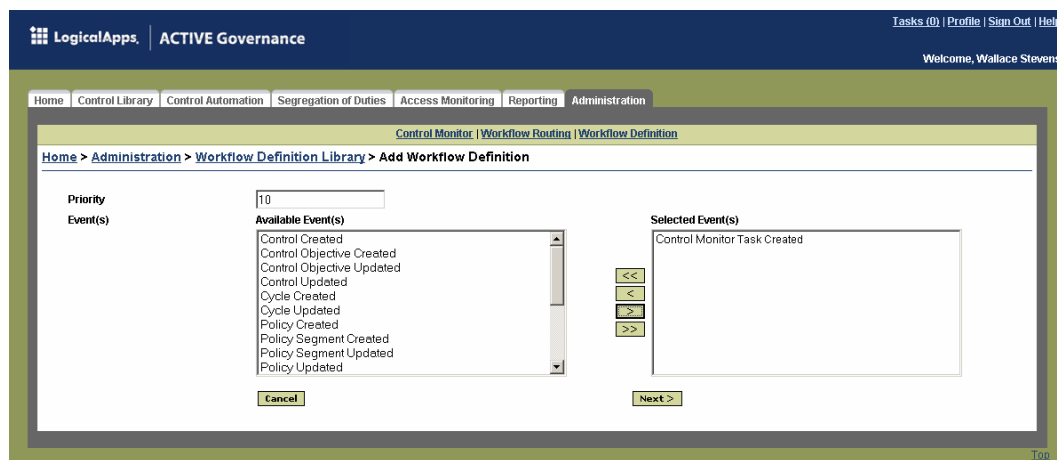 Tasks (0) | Profile | Sign Out | Help
LogicalApps. ACTIVE Governance
Welcome, Wallace Stevens
Home Control Library Control Automation Segregation of Duties Access Monitoring Reporting Administration
Control Monitor | Workflow Routing | Workflow Definition
Home > Administration > Workflow Definition Library > Add Workflow Definition
Priority 10
Event(s) Available Event(s) Selected Event(s)
Control Created Control Monitor Task Created
Control Objective Created
Control Objective Updated
Control Updated
<<
Cycle Created
<
Cycle Updated
>
Policy Created
>>
Policy Segment Created
Policy Segment Updated
Policy Updated
Cancel Next >
Top